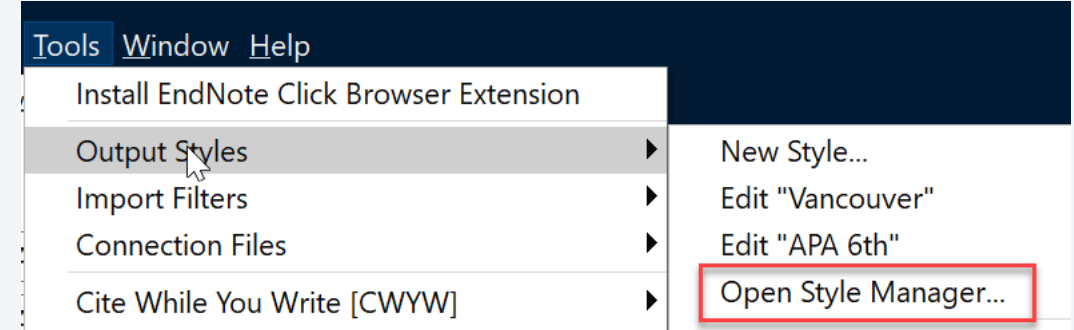 Tools Window Help
Install EndNote Click Browser Extension
Output Styles
Import Filters
Connection Files
Cite While You Write [CWYW]
New Style...
Edit "Vancouver"
Edit "APA 6th"
Open Style Manager...